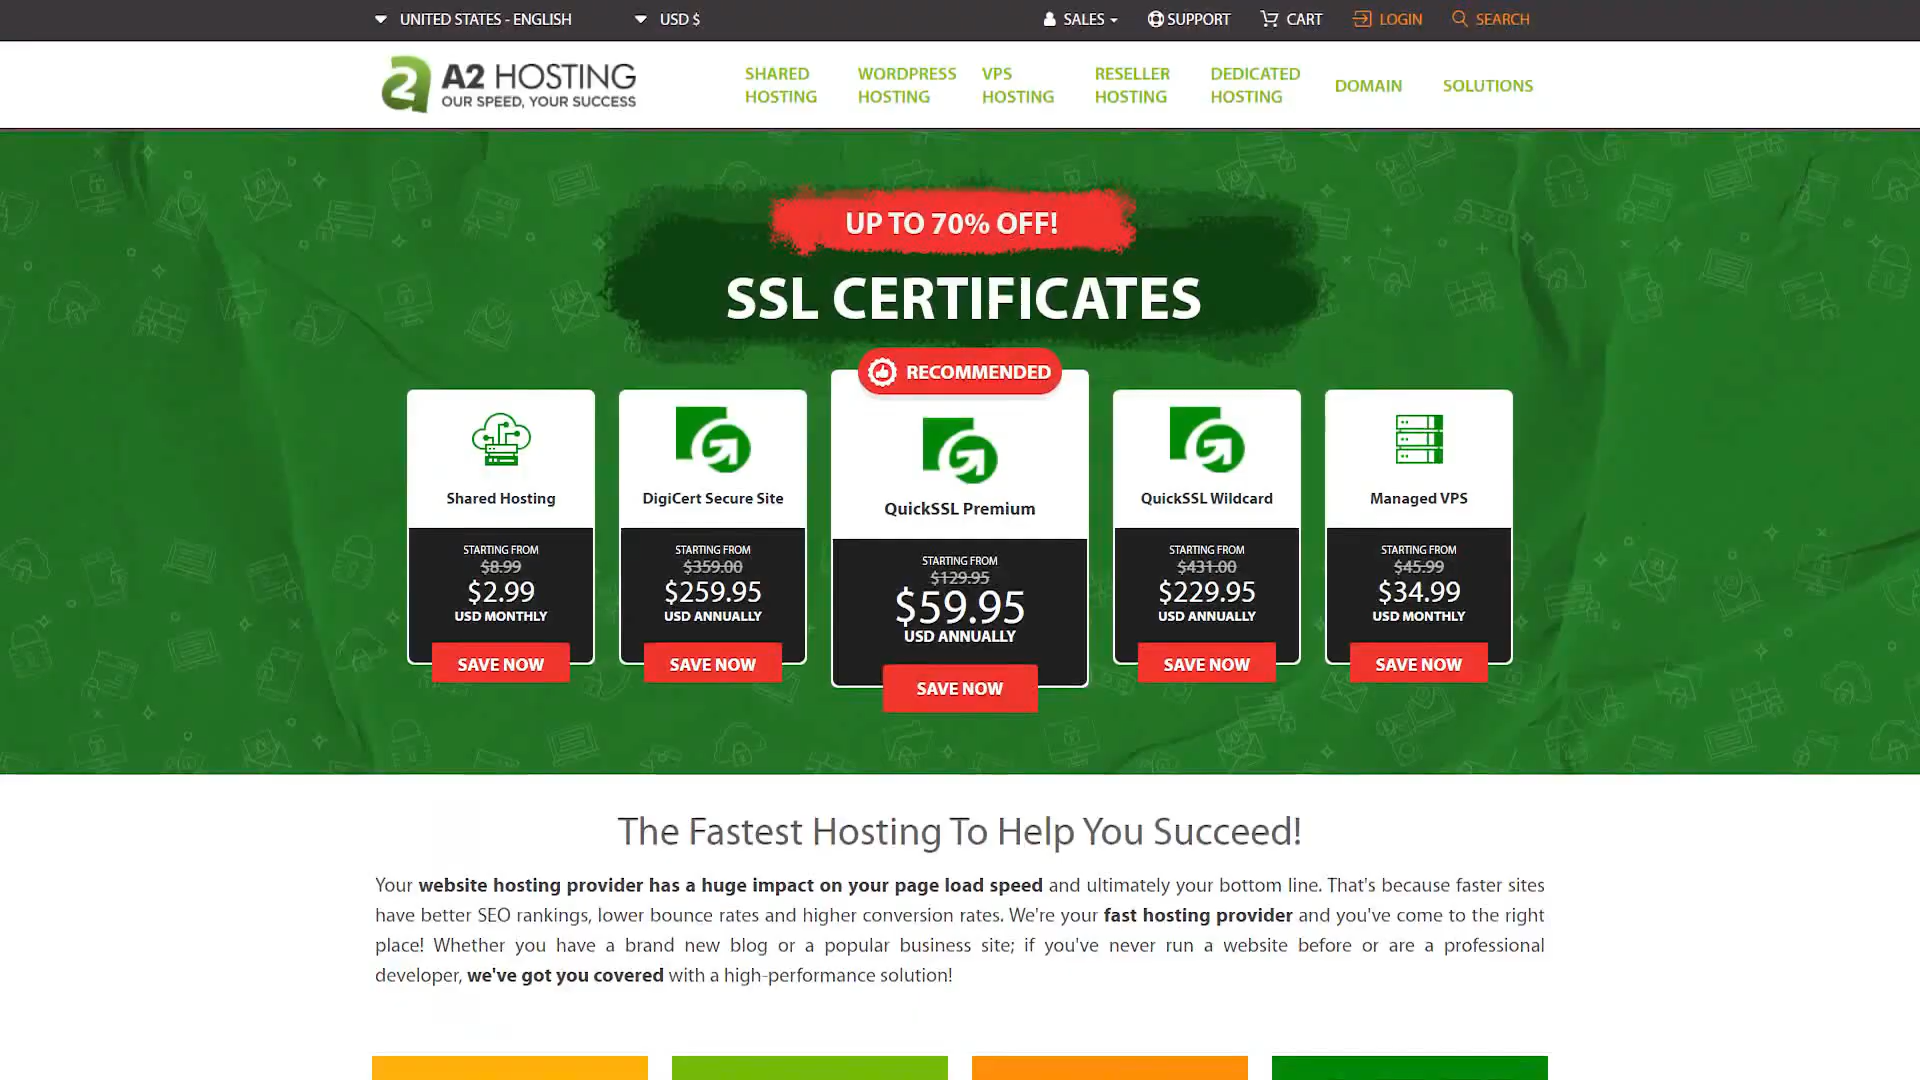 UNITED STATES - ENGLISH
USD $
SALES
SUPPORT
CART
LOGIN
SEARCH
A2 HOSTING
OUR SPEED, YOUR SUCCESS
SHARED
HOSTING
WORDPRESS
HOSTING
VPS
HOSTING
RESELLER
HOSTING
DEDICATED
HOSTING
DOMAIN
SOLUTIONS
UP TO 70% OFF!
SSL CERTIFICATES
Shared Hosting
STARTING FROM
$8.99
$2.99
USD MONTHLY
SAVE NOW
DigiCert Secure Site
STARTING FROM
$359.00
$259.95
USD ANNUALLY
SAVE NOW
RECOMMENDED
QuickSSL Premium
STARTING FROM
$129.95
$59.95
USD ANNUALLY
SAVE NOW
QuickSSL Wildcard
STARTING FROM
$431.00
$229.95
USD ANNUALLY
SAVE NOW
Managed VPS
STARTING FROM
$45.99
$34.99
USD MONTHLY
SAVE NOW
The Fastest Hosting To Help You Succeed!
Your website hosting provider has a huge impact on your page load speed and ultimately your bottom line. That's because faster sites
have better SEO rankings, lower bounce rates and higher conversion rates. We're your fast hosting provider and you've come to the right
place! Whether you have a brand new blog or a popular business site; if you've never run a website before or are a professional
developer, we've got you covered with a high-performance solution!